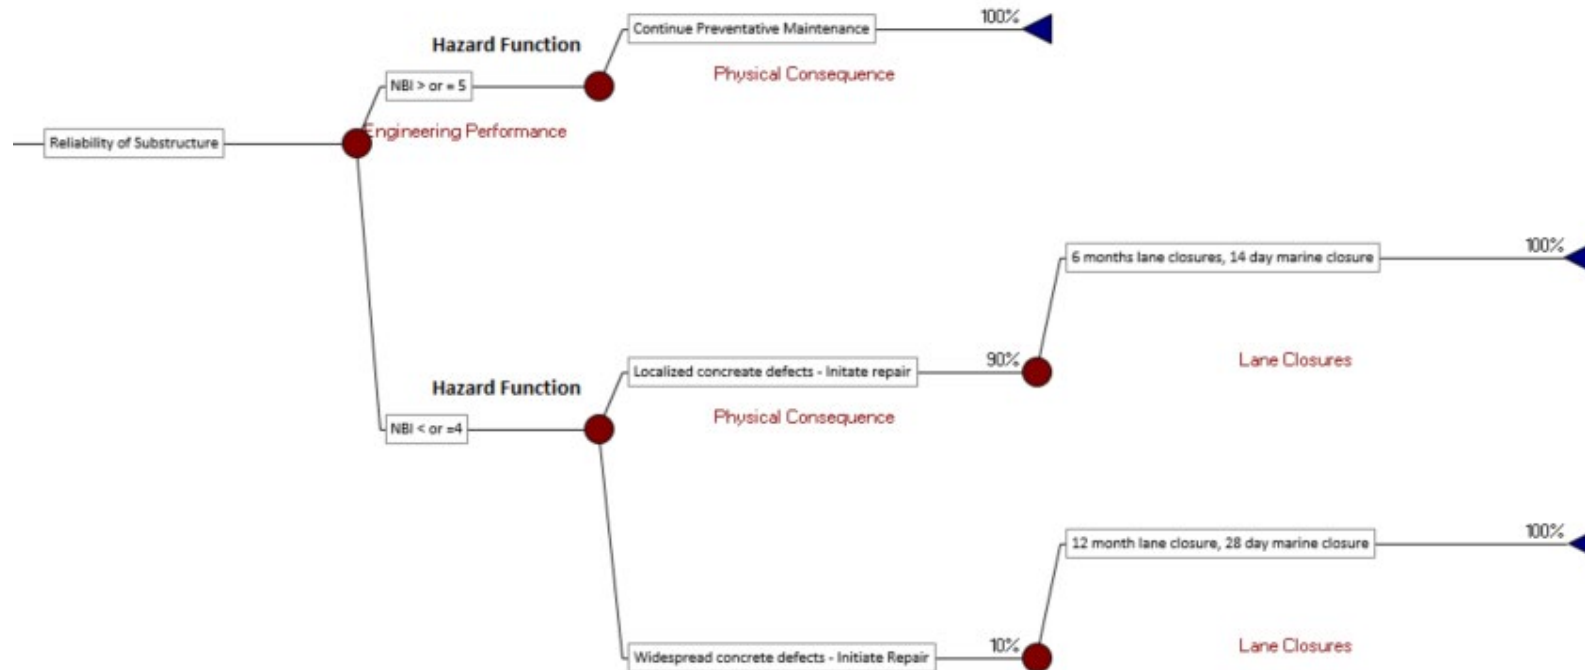 100%
Continue Preventative Maintenance
Hazard Function
Physical Consequence
NBI > or = 5
Engineering Performance
Reliability of Substructure
100%
6 months lane closures, 14 day marine closure
90%
Lane Closures
Localized concreate defects - Initate repair
Hazard Function
Physical Consequence
NBI < or =4
100%
12 month lane closure, 28 day marine closure
10%
Lane Closures
Widespread concrete defects - Initiate Repair